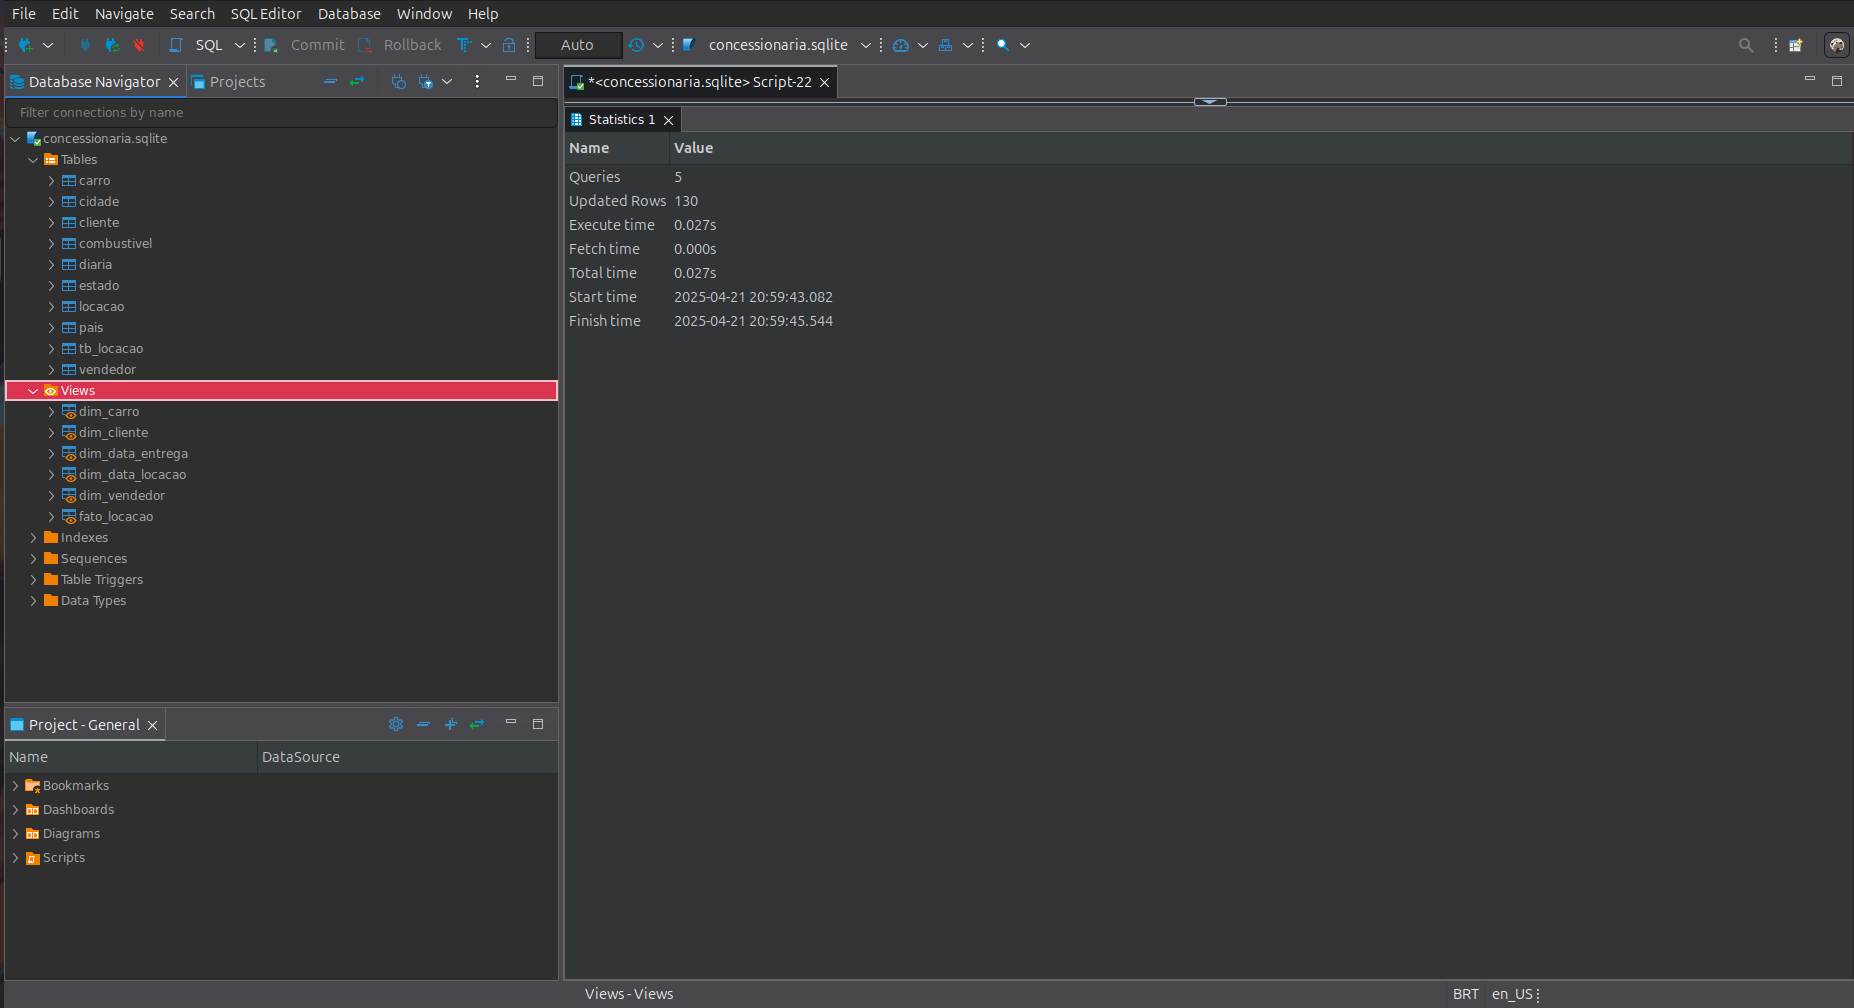 File Edit Navigate Search SQL Editor Database Window Help
SQL Commit Rollback Auto concessionaria.sqlite
Database Navigator Projects
Filter connections by name
concessionaria.sqlite
Tables
carro
cidade
cliente
combustivel
diaria
estado
locacao
pais
tb_locacao
vendedor
Views
dim_carro
dim_cliente
dim_data_entrega
dim_data_locacao
dim_vendedor
fato_locacao
Indexes
Sequences
Table Triggers
Data Types
Project - General
Name DataSource
Bookmarks
Dashboards
Diagrams
Scripts
*<concessionaria.sqlite> Script-22
Statistics 1
Name Value
Queries 5
Updated Rows 130
Execute time 0.027s
Fetch time 0.000s
Total time 0.027s
Start time 2025-04-21 20:59:43.082
Finish time 2025-04-21 20:59:45.544
Views - Views BRT en_US